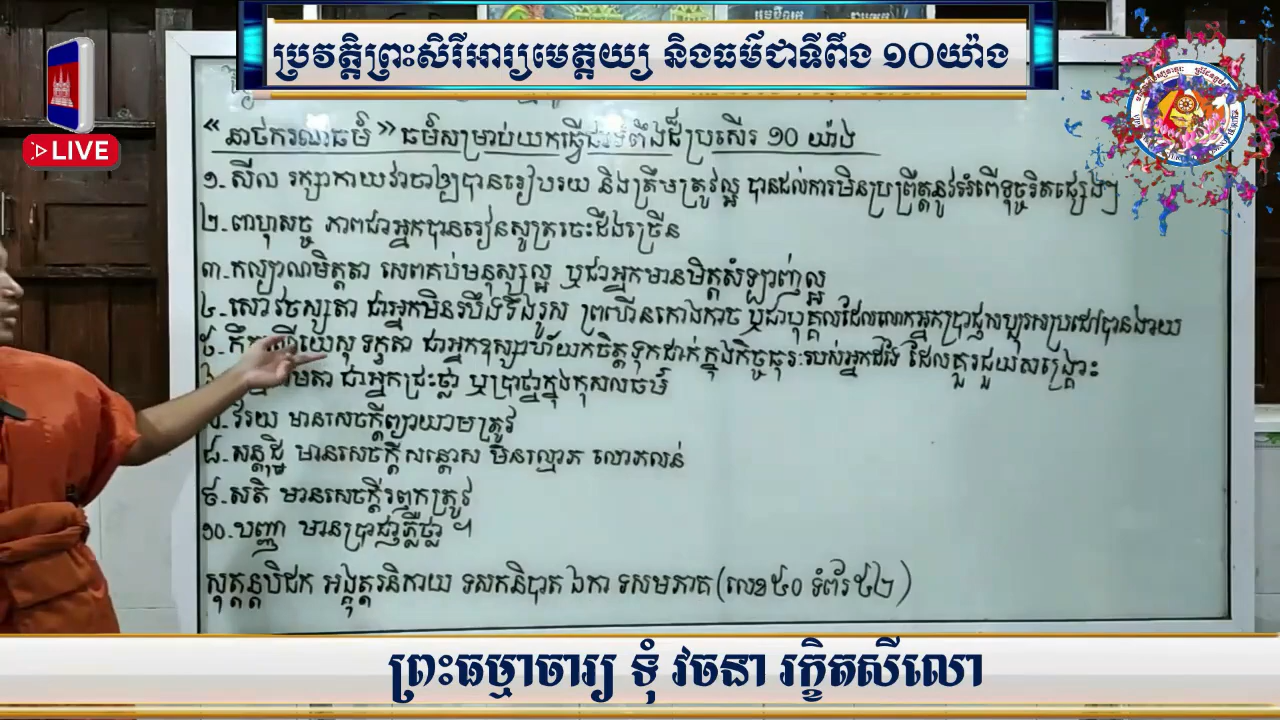 ប្រវត្តិព្រះសិរីអារ្យមេត្តយ្យ និងធម៌ជាទីពឹង ១០យ៉ាង
LIVE
«នាថករណធម៌» ធម៌សម្រាប់យកធ្វើជាទីពឹងដ៏ប្រសើរ ១០ យ៉ាង
១. សីល រក្សាកាយវាចាឲ្យបានរៀបរយ និងត្រឹមត្រូវល្អ បានដល់ការមិនប្រព្រឹត្តនូវទង្វើទុច្ចរិតផ្សេងៗ
២. ពាហុសច្ច ភាពជាអ្នកបានរៀនសូត្រចេះដឹងច្រើន
៣. កល្យាណមិត្តតា សេពគប់មនុស្សល្អ ឬជាអ្នកមានមិត្តសំឡាញ់ល្អ
៤. សោវចស្សតា ជាអ្នកមិនរបឹងទទឹងរូស ព្រហើនកោងកាច ឬជាបុគ្គលដែលលោកអ្នកប្រាជ្ញសប្បុរសប្រដៅបានងាយ
៥. ទក្ខតា ជាអ្នកឧស្សាហ៍យកចិត្តទុកដាក់ក្នុងកិច្ចធុរៈរបស់អ្នកដទៃ ដែលគួរជួយសង្គ្រោះ
ជាអ្នកជ្រះថ្លា ឬប្រាថ្នាក្នុងកុសលធម៌
វិរយ មានសេចក្តីព្យាយាមត្រូវ
៨. សន្តុដ្ឋិ មានសេចក្តីសន្តោស មិនល្មោភ លោភលន់
៩. សតិ មានសេចក្តីរឭកត្រូវ
១០. បញ្ញា មានប្រាជ្ញាភ្លឺថ្លា ។
សុត្តន្តបិដក អង្គុត្តរនិកាយ ទសកនិបាត ឯកាទសមភាគ (លេខ ៥០ ទំព័រ ៥២)
ព្រះធម្មាចារ្យ ទុំ វចនា រក្ខិតសីលោ